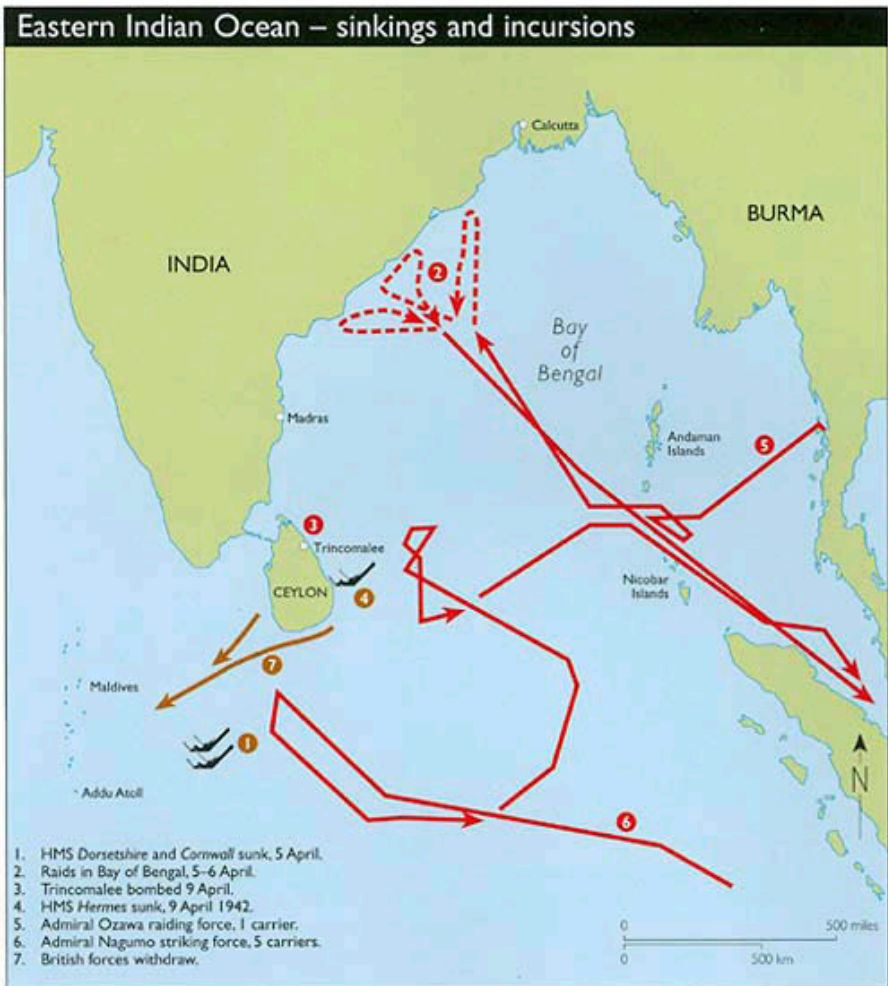 Eastern Indian Ocean – sinkings and incursions
Calcutta
BURMA
INDIA
2
Bay
of
Bengal
Madras
Andaman
Islands
5
3
Trincomalee
Nicobar
Islands
CEYLON
4
7
Maldives
1
N
Addu Atoll
6
1. HMS Dorsetshire and Cornwall sunk, 5 April.
2. Raids in Bay of Bengal, 5–6 April.
3. Trincomalee bombed 9 April.
4. HMS Hermes sunk, 9 April 1942.
5. Admiral Ozawa raiding force, 1 carrier.
6. Admiral Nagumo striking force, 5 carriers.
7. British forces withdraw.
0 500 miles
0 500 km